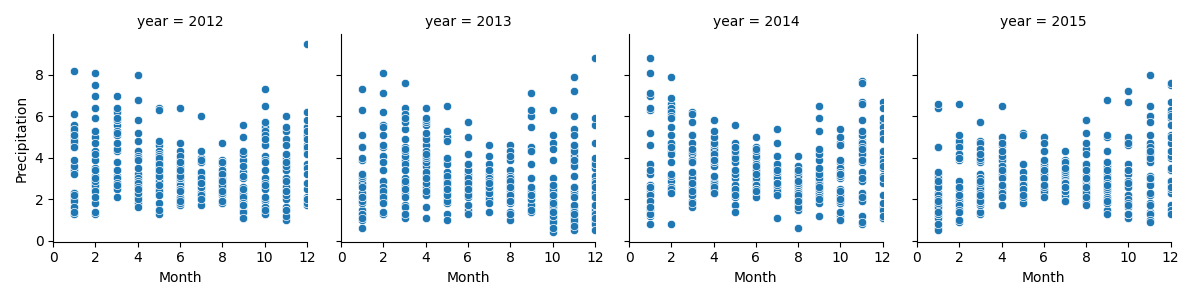 year = 2012
year = 2013
year = 2014
year = 2015
Precipitation
8
6
4
2
0
0 2 4 6 8 10 12
0 2 4 6 8 10 12
0 2 4 6 8 10 12
0 2 4 6 8 10 12
Month
Month
Month
Month